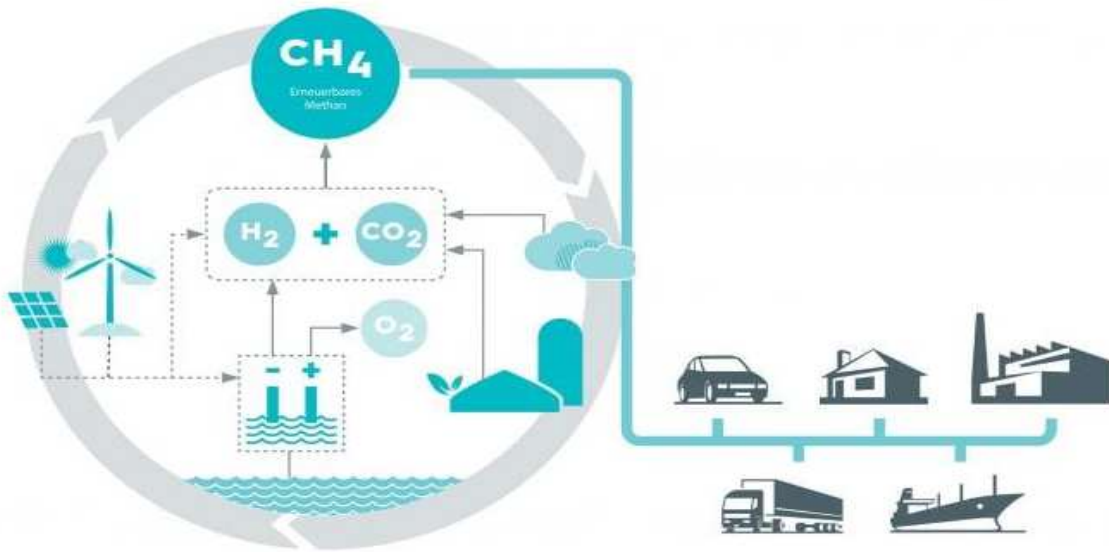 CH4
Erneuerbares
Methan
H2 + CO2
O2
- +